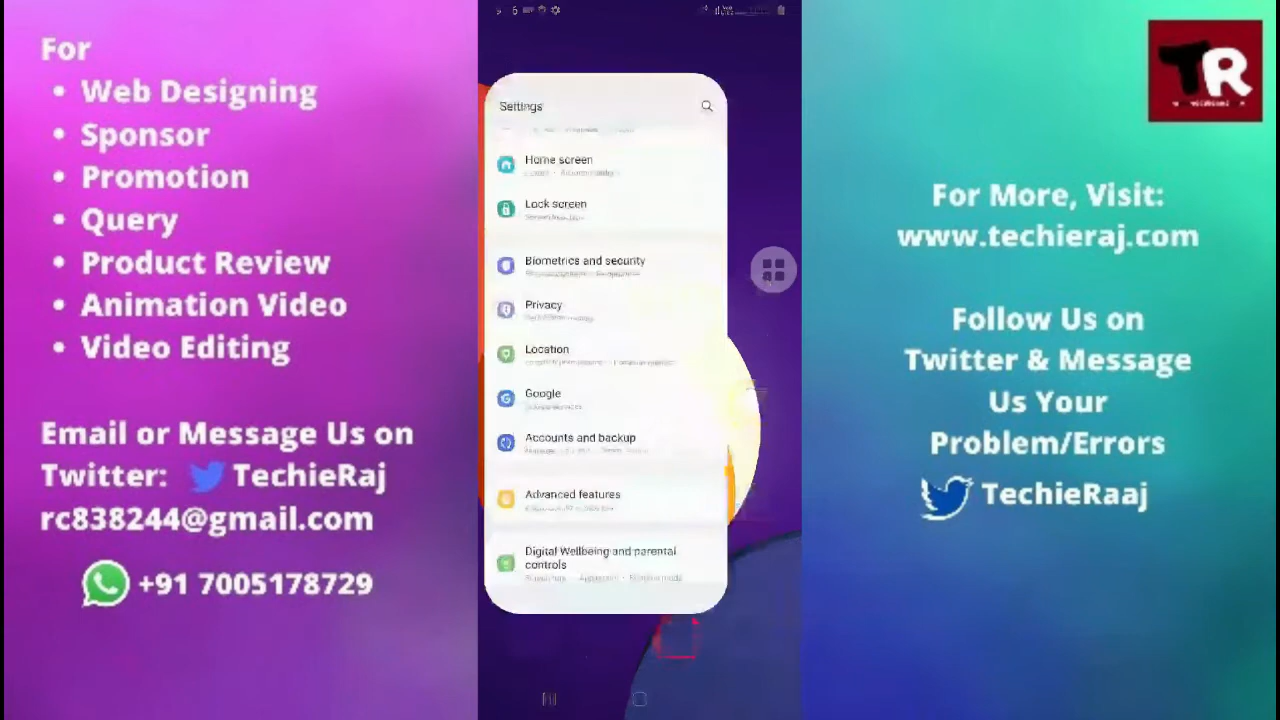 For
• Web Designing
• Sponsor
• Promotion
• Query
• Product Review
• Animation Video
• Video Editing
Email or Message Us on
Twitter: TechieRaj
rc838244@gmail.com
+91 7005178729
Settings
Home screen
Lock screen
Biometrics and security
Privacy
Location
Google
Accounts and backup
Advanced features
Digital Wellbeing and parental
controls
TR
For More, Visit:
www.techieraj.com
Follow Us on
Twitter & Message
Us Your
Problem/Errors
TechieRaaj